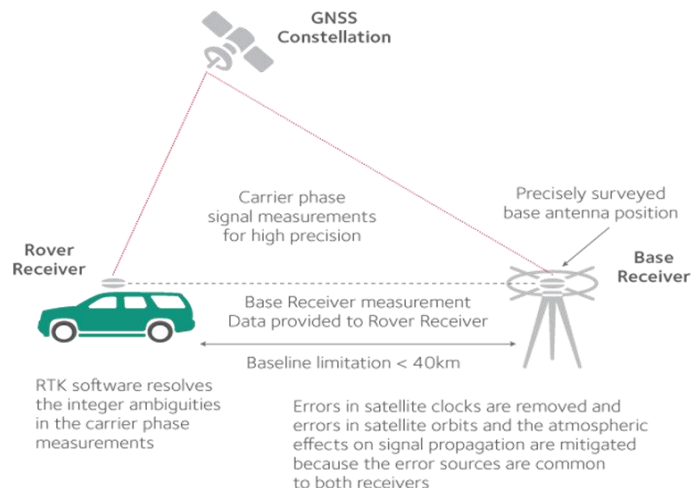 GNSS
Constellation
Carrier phase
signal measurements
for high precision
Precisely surveyed
base antenna position
Rover
Receiver
Base
Receiver
Base Receiver measurement
Data provided to Rover Receiver
Baseline limitation < 40km
RTK software resolves
the integer ambiguities
in the carrier phase
measurements
Errors in satellite clocks are removed and
errors in satellite orbits and the atmospheric
effects on signal propagation are mitigated
because the error sources are common
to both receivers